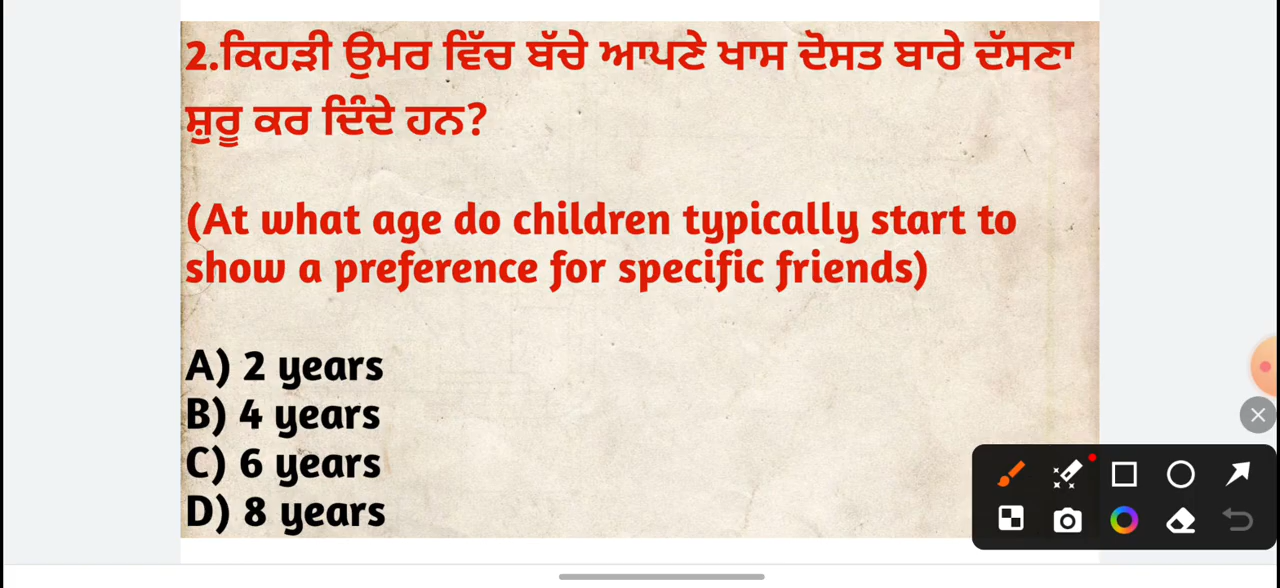 2.ਕਿਹੜੀ ਉਮਰ ਵਿੱਚ ਬੱਚੇ ਆਪਣੇ ਖਾਸ ਦੋਸਤ ਬਾਰੇ ਦੱਸਣਾ
ਸ਼ੁਰੂ ਕਰ ਦਿੰਦੇ ਹਨ?
(At what age do children typically start to
show a preference for specific friends)
A) 2 years
B) 4 years
C) 6 years
D) 8 years